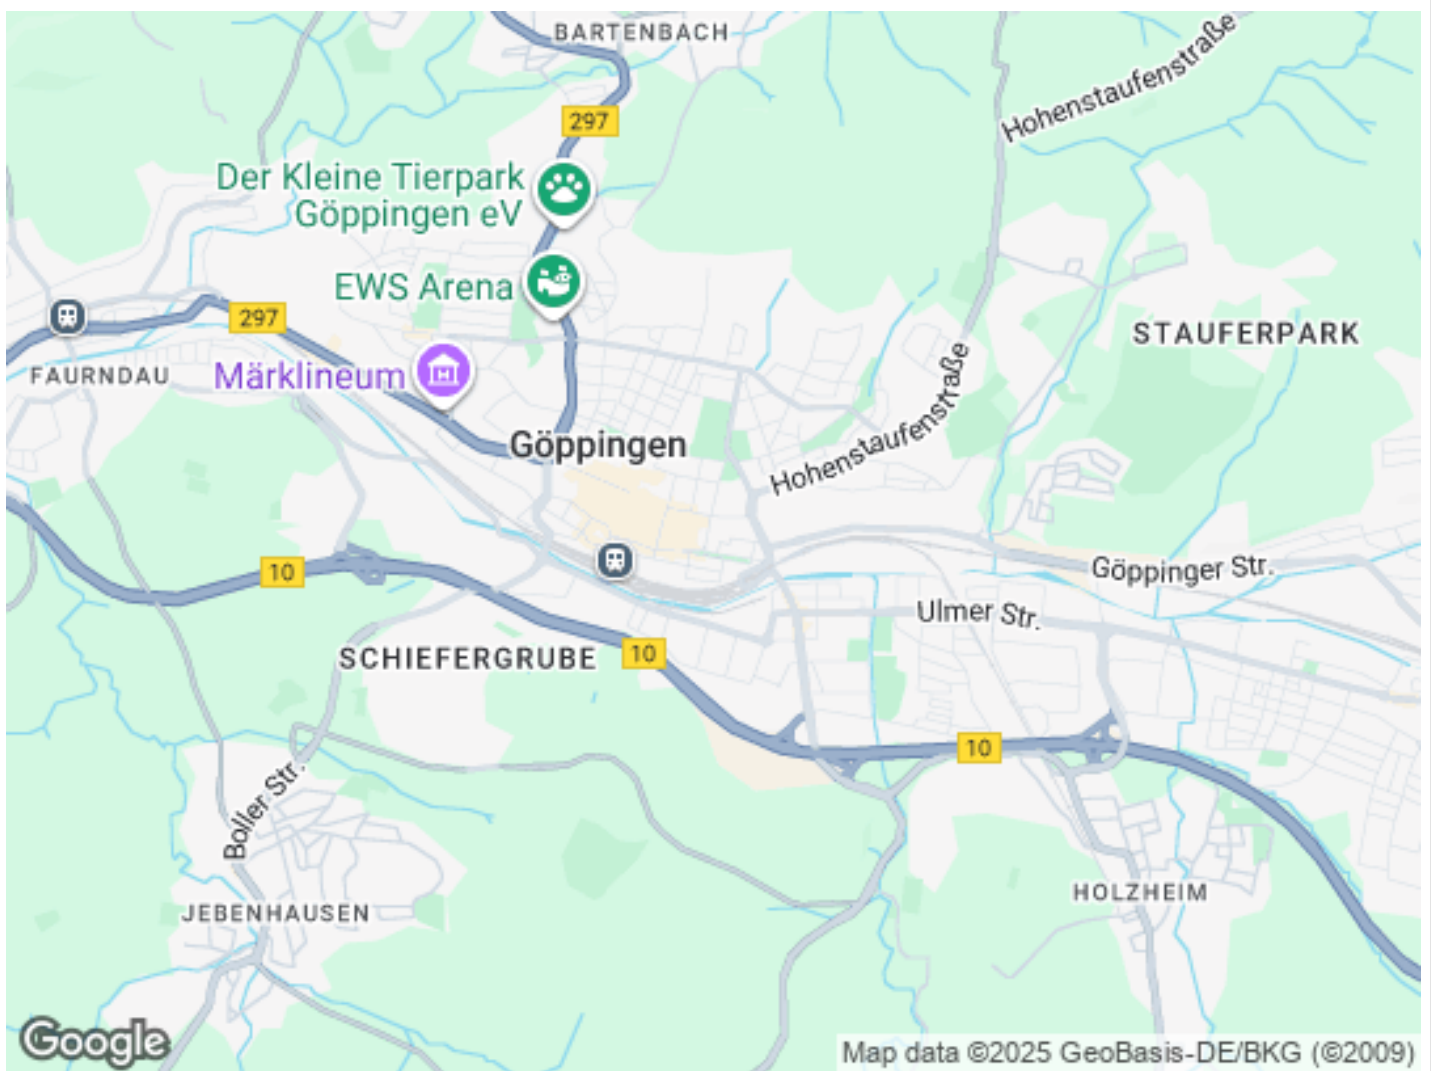 BARTENBACH
Hohenstaufenstraße
297
Der Kleine Tierpark
Göppingen eV
EWS Arena
297
STAUFERPARK
FAURNDAU
Märklineum
Göppingen
Hohenstaufenstraße
10
Göppinger Str.
Ulmer Str.
SCHIEFERGRUBE
10
10
Boller Str.
HOLZHEIM
JEBENHAUSEN
Google
Map data ©2025 GeoBasis-DE/BKG (©2009)